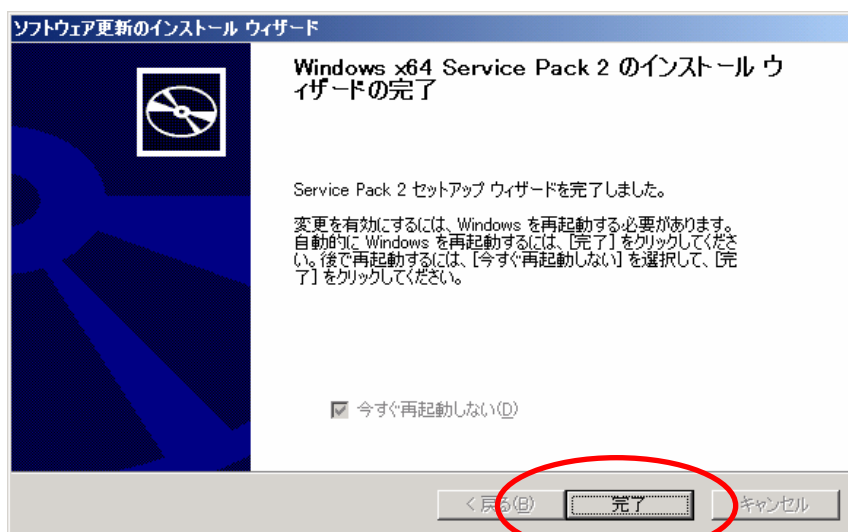 ソフトウェア更新のインストール ウィザード
Windows x64 Service Pack 2 のインストール ウ
ィザードの完了
Service Pack 2 セットアップ ウィザードを完了しました。
変更を有効にするには、Windows を再起動する必要があります。
自動的に Windows を再起動するには、[完了] をクリックしてくださ
い。後で再起動するには、[今すぐ再起動しない] を選択して、[完
了] をクリックしてください。
今すぐ再起動しない(D)
< 戻る(B)
完了
キャンセル